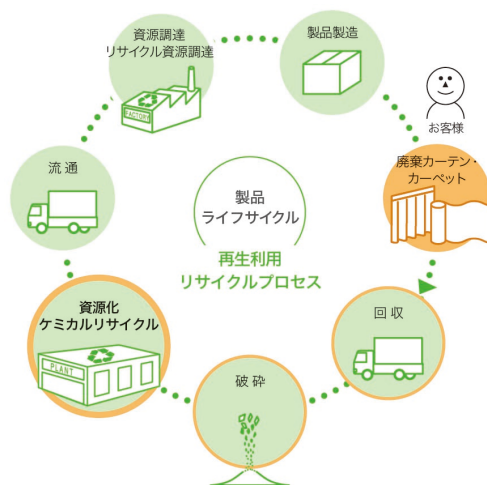 資源調達
リサイクル資源調達
FACTORY
製品製造
お客様
廃棄カーテン・
カーペット
回収
破砕
資源化
ケミカルリサイクル
PLANT
流通
製品
ライフサイクル
再生利用
リサイクルプロセス